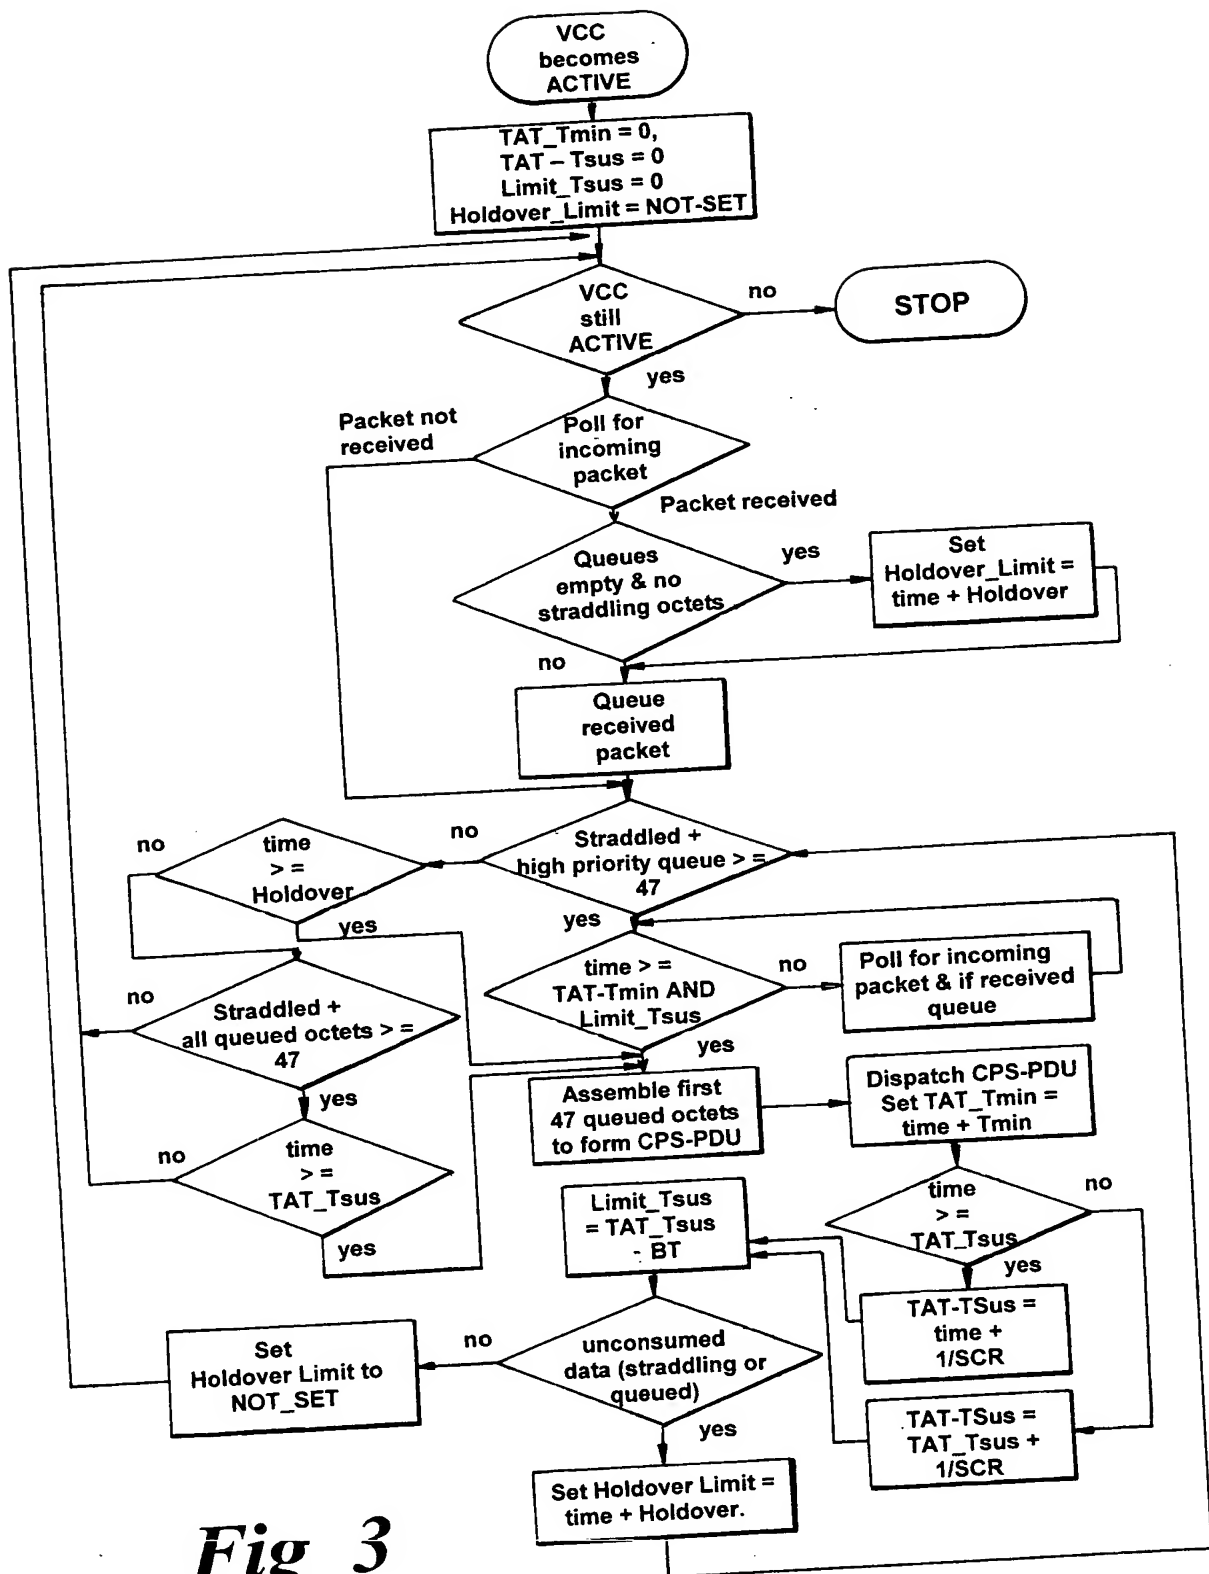 VCC
becomes
ACTIVE
TAT_Tmin = 0,
TAT – Tsus = 0
Limit_Tsus = 0
Holdover_Limit = NOT-SET
VCC
still
ACTIVE
no
STOP
yes
Packet not
received
Poll for
incoming
packet
Packet received
Queues
empty & no
straddling octets
yes
Set
Holdover_Limit =
time + Holdover
no
Queue
received
packet
no
time
> =
Holdover
no
Straddled +
high priority queue > =
47
yes
yes
no
Straddled +
all queued octets > =
47
time > =
TAT-Tmin AND
Limit_Tsus
no
Poll for incoming
packet & if received
queue
yes
yes
Assemble first
47 queued octets
to form CPS-PDU
Dispatch CPS-PDU
Set TAT_Tmin =
time + Tmin
no
time
> =
TAT_Tsus
yes
Limit_Tsus
= TAT_Tsus
- BT
time
> =
TAT_Tsus
no
yes
TAT-TSus =
time +
1/SCR
Set
Holdover Limit to
NOT_SET
no
unconsumed
data (straddling or
queued)
yes
TAT-TSus =
TAT_Tsus +
1/SCR
Set Holdover Limit =
time + Holdover.
Fig 3